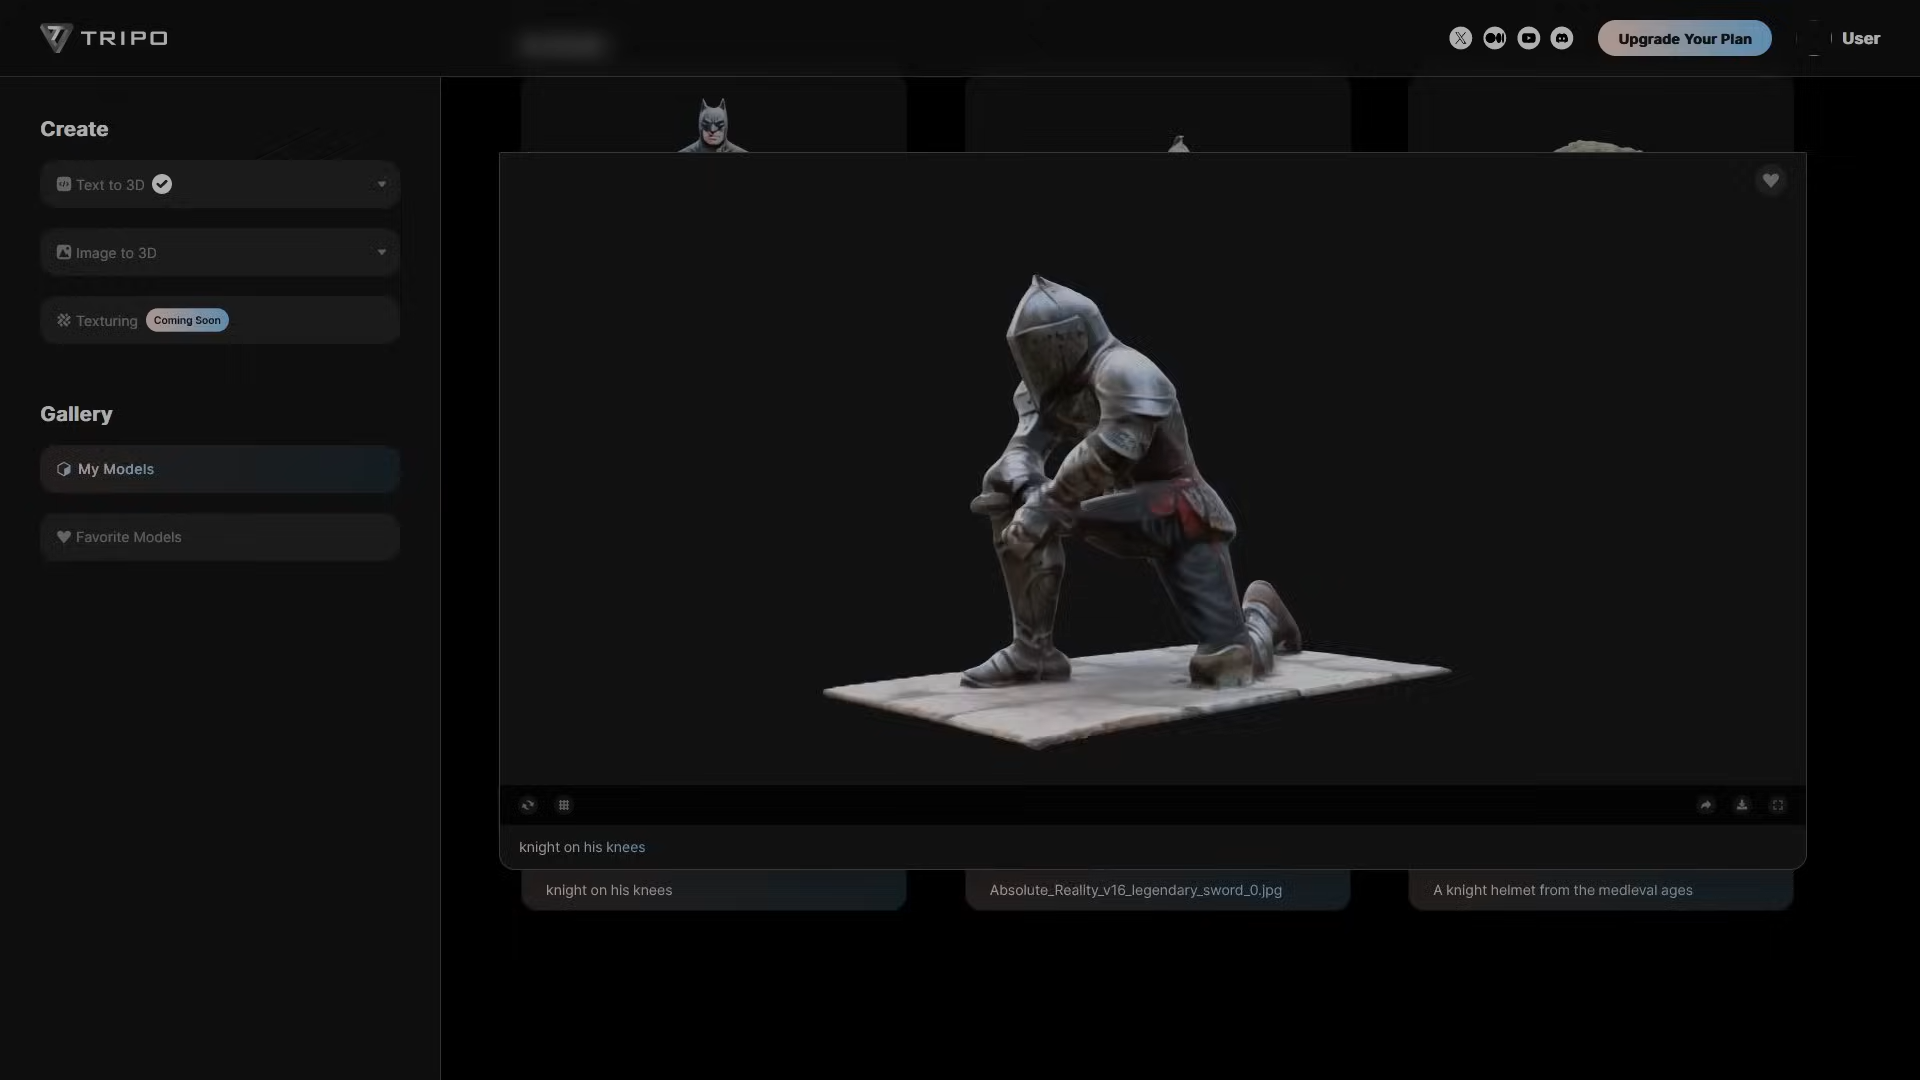 TRIPO
Upgrade Your Plan
User
Create
Text to 3D
Image to 3D
Texturing
Coming Soon
Gallery
My Models
Favorite Models
knight on his knees
knight on his knees
Absolute_Reality_v16_legendary_sword_0.jpg
A knight helmet from the medieval ages